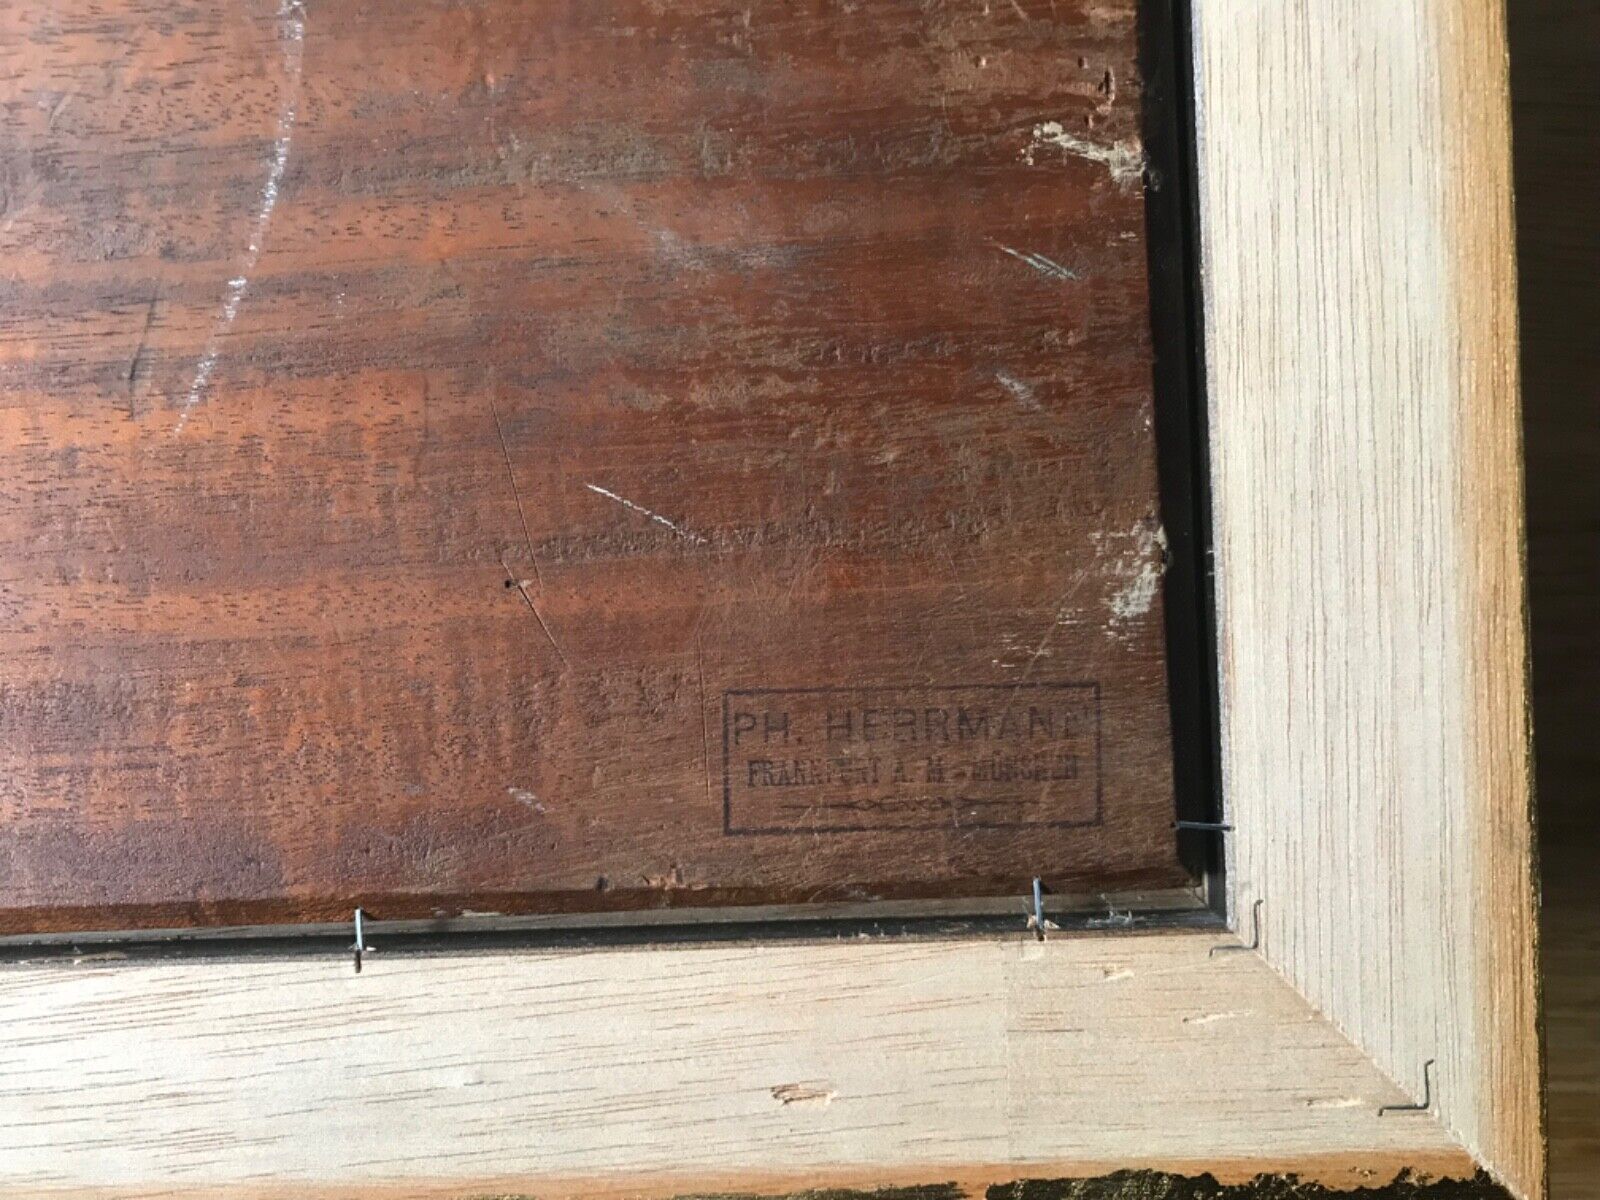 PH. HERRMANN
FRANKFURT A. M. MÜNCHEN